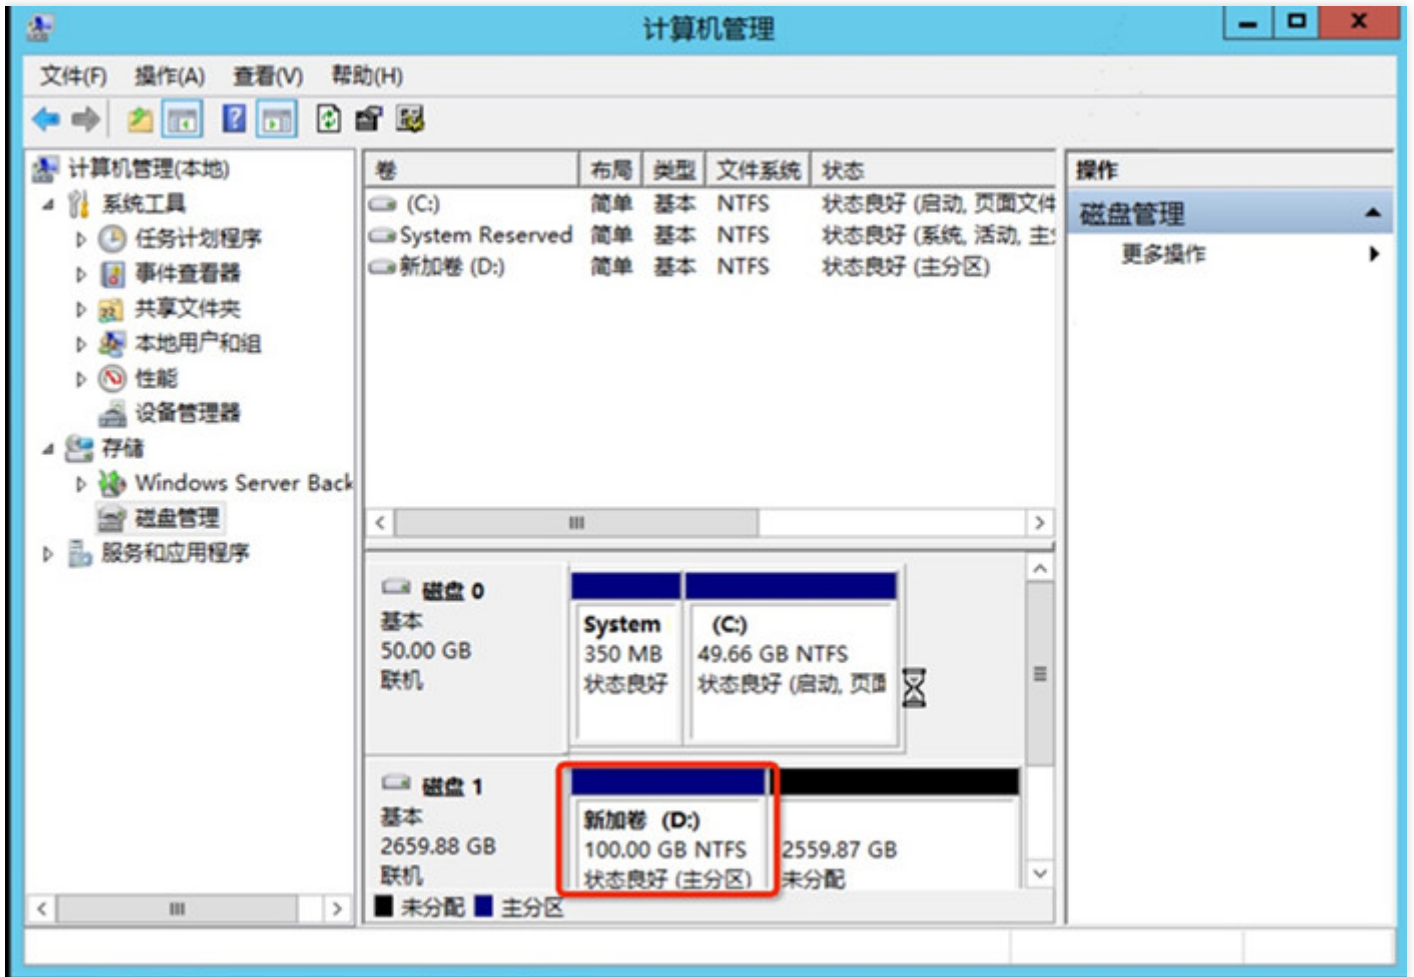 计算机管理
文件(F) 操作(A) 查看(V) 帮助(H)
计算机管理(本地)
系统工具
任务计划程序
事件查看器
共享文件夹
本地用户和组
性能
设备管理器
存储
Windows Server Back
磁盘管理
服务和应用程序
卷 布局 类型 文件系统 状态
(C:) 简单 基本 NTFS 状态良好 (启动, 页面文件
System Reserved 简单 基本 NTFS 状态良好 (系统, 活动, 主
新加卷 (D:) 简单 基本 NTFS 状态良好 (主分区)
磁盘 0
基本
50.00 GB
联机
System
350 MB
状态良好
(C:)
49.66 GB NTFS
状态良好 (启动, 页面
磁盘 1
基本
2659.88 GB
联机
新加卷 (D:)
100.00 GB NTFS
状态良好 (主分区)
2559.87 GB
未分配
未分配 主分区
操作
磁盘管理
更多操作